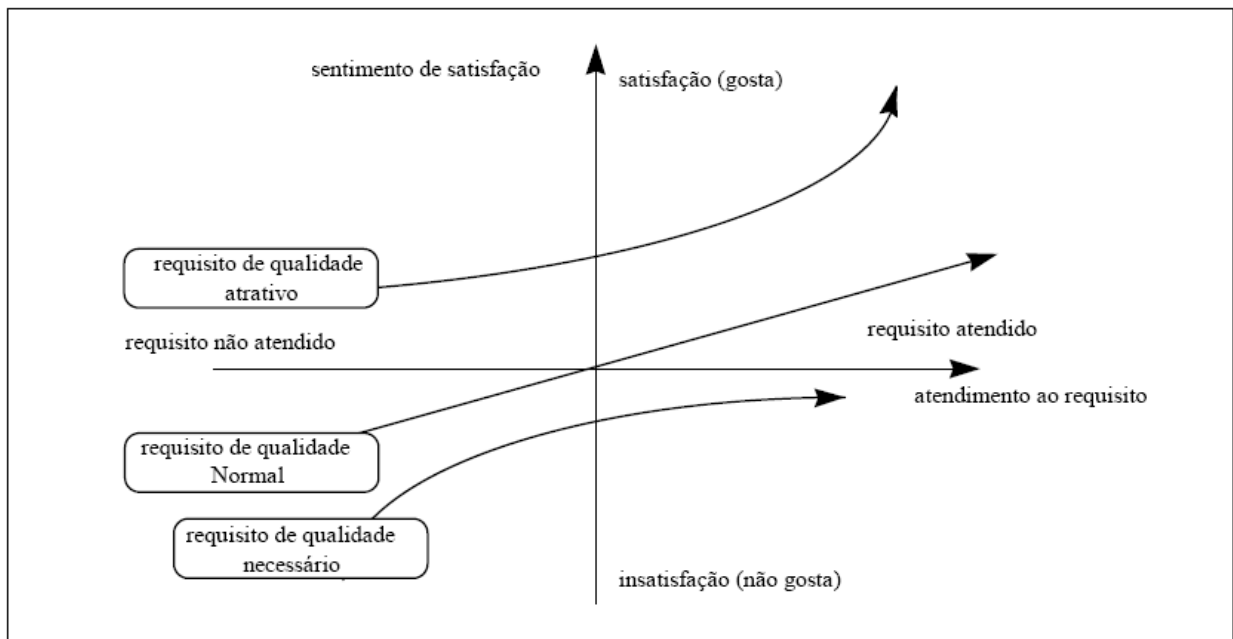 sentimento de satisfação
satisfação (gosta)
requisito de qualidade
atrativo
requisito não atendido
requisito atendido
atendimento ao requisito
requisito de qualidade
Normal
requisito de qualidade
necessário
insatisfação (não gosta)